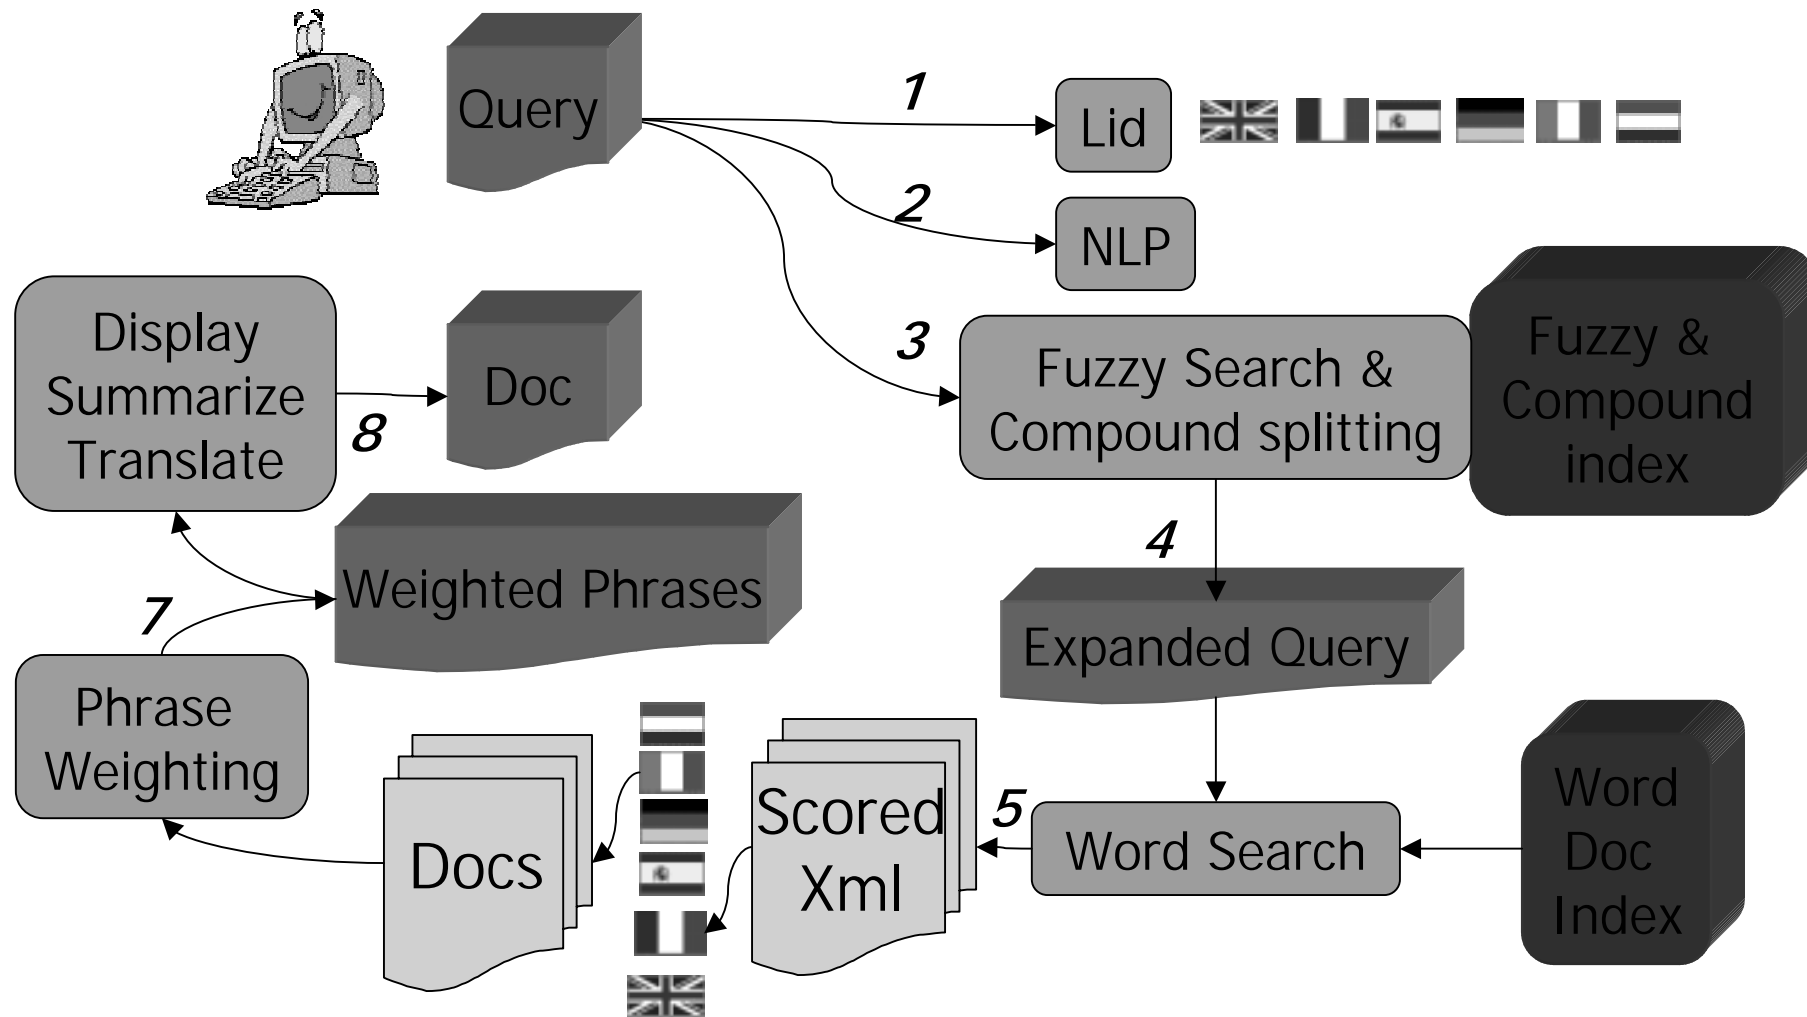 Query
1
Lid
2
NLP
3
Fuzzy Search &
Compound splitting
Fuzzy &
Compound
index
Display
Summarize
Translate
8
Doc
4
Weighted Phrases
7
Expanded Query
Phrase
Weighting
Docs
Scored
Xml
5
Word Search
Word
Doc
Index